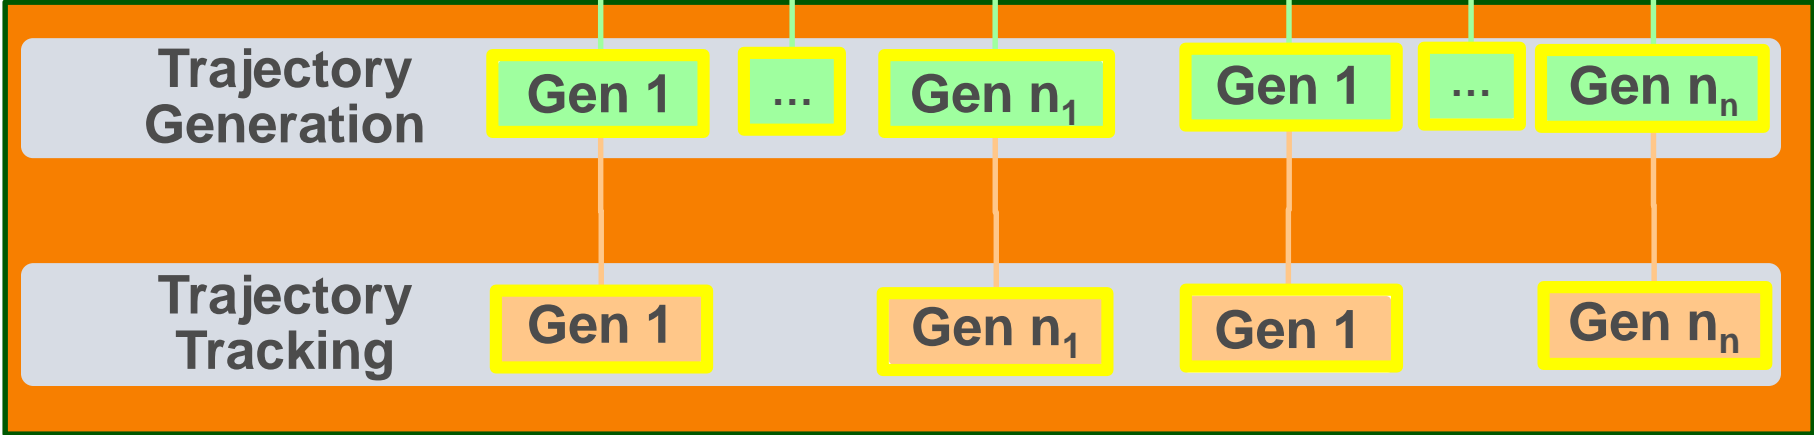 Trajectory
Generation
Gen 1
...
Gen n₁
Gen 1
...
Gen nₙ
Trajectory
Tracking
Gen 1
Gen n₁
Gen 1
Gen nₙ